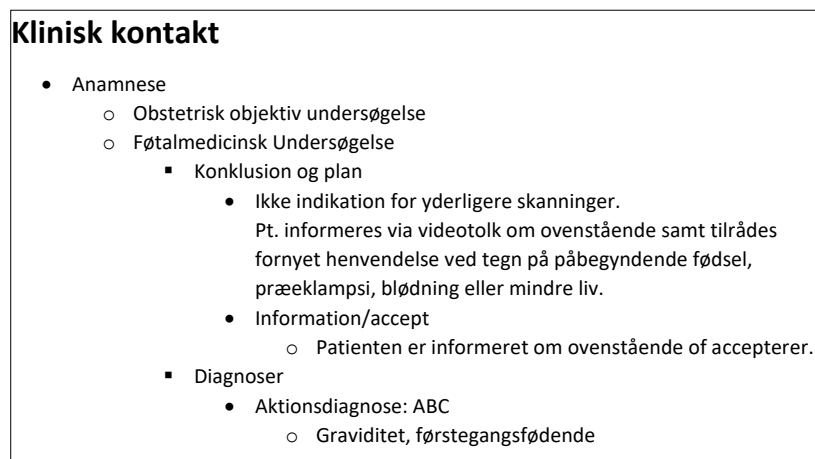 Klinisk kontakt
• Anamnese
o Obstetrisk objektiv undersøgelse
o Føtalmedicinsk Undersøgelse
▪ Konklusion og plan
• Ikke indikation for yderligere skanninger.
Pt. informeres via videotolk om ovenstående samt tilrådes
fornyet henvendelse ved tegn på påbegyndende fødsel,
præeklampsi, blødning eller mindre liv.
• Information/accept
o Patienten er informeret om ovenstående of accepterer.
▪ Diagnoser
• Aktionsdiagnose: ABC
o Graviditet, førstegangsfødende